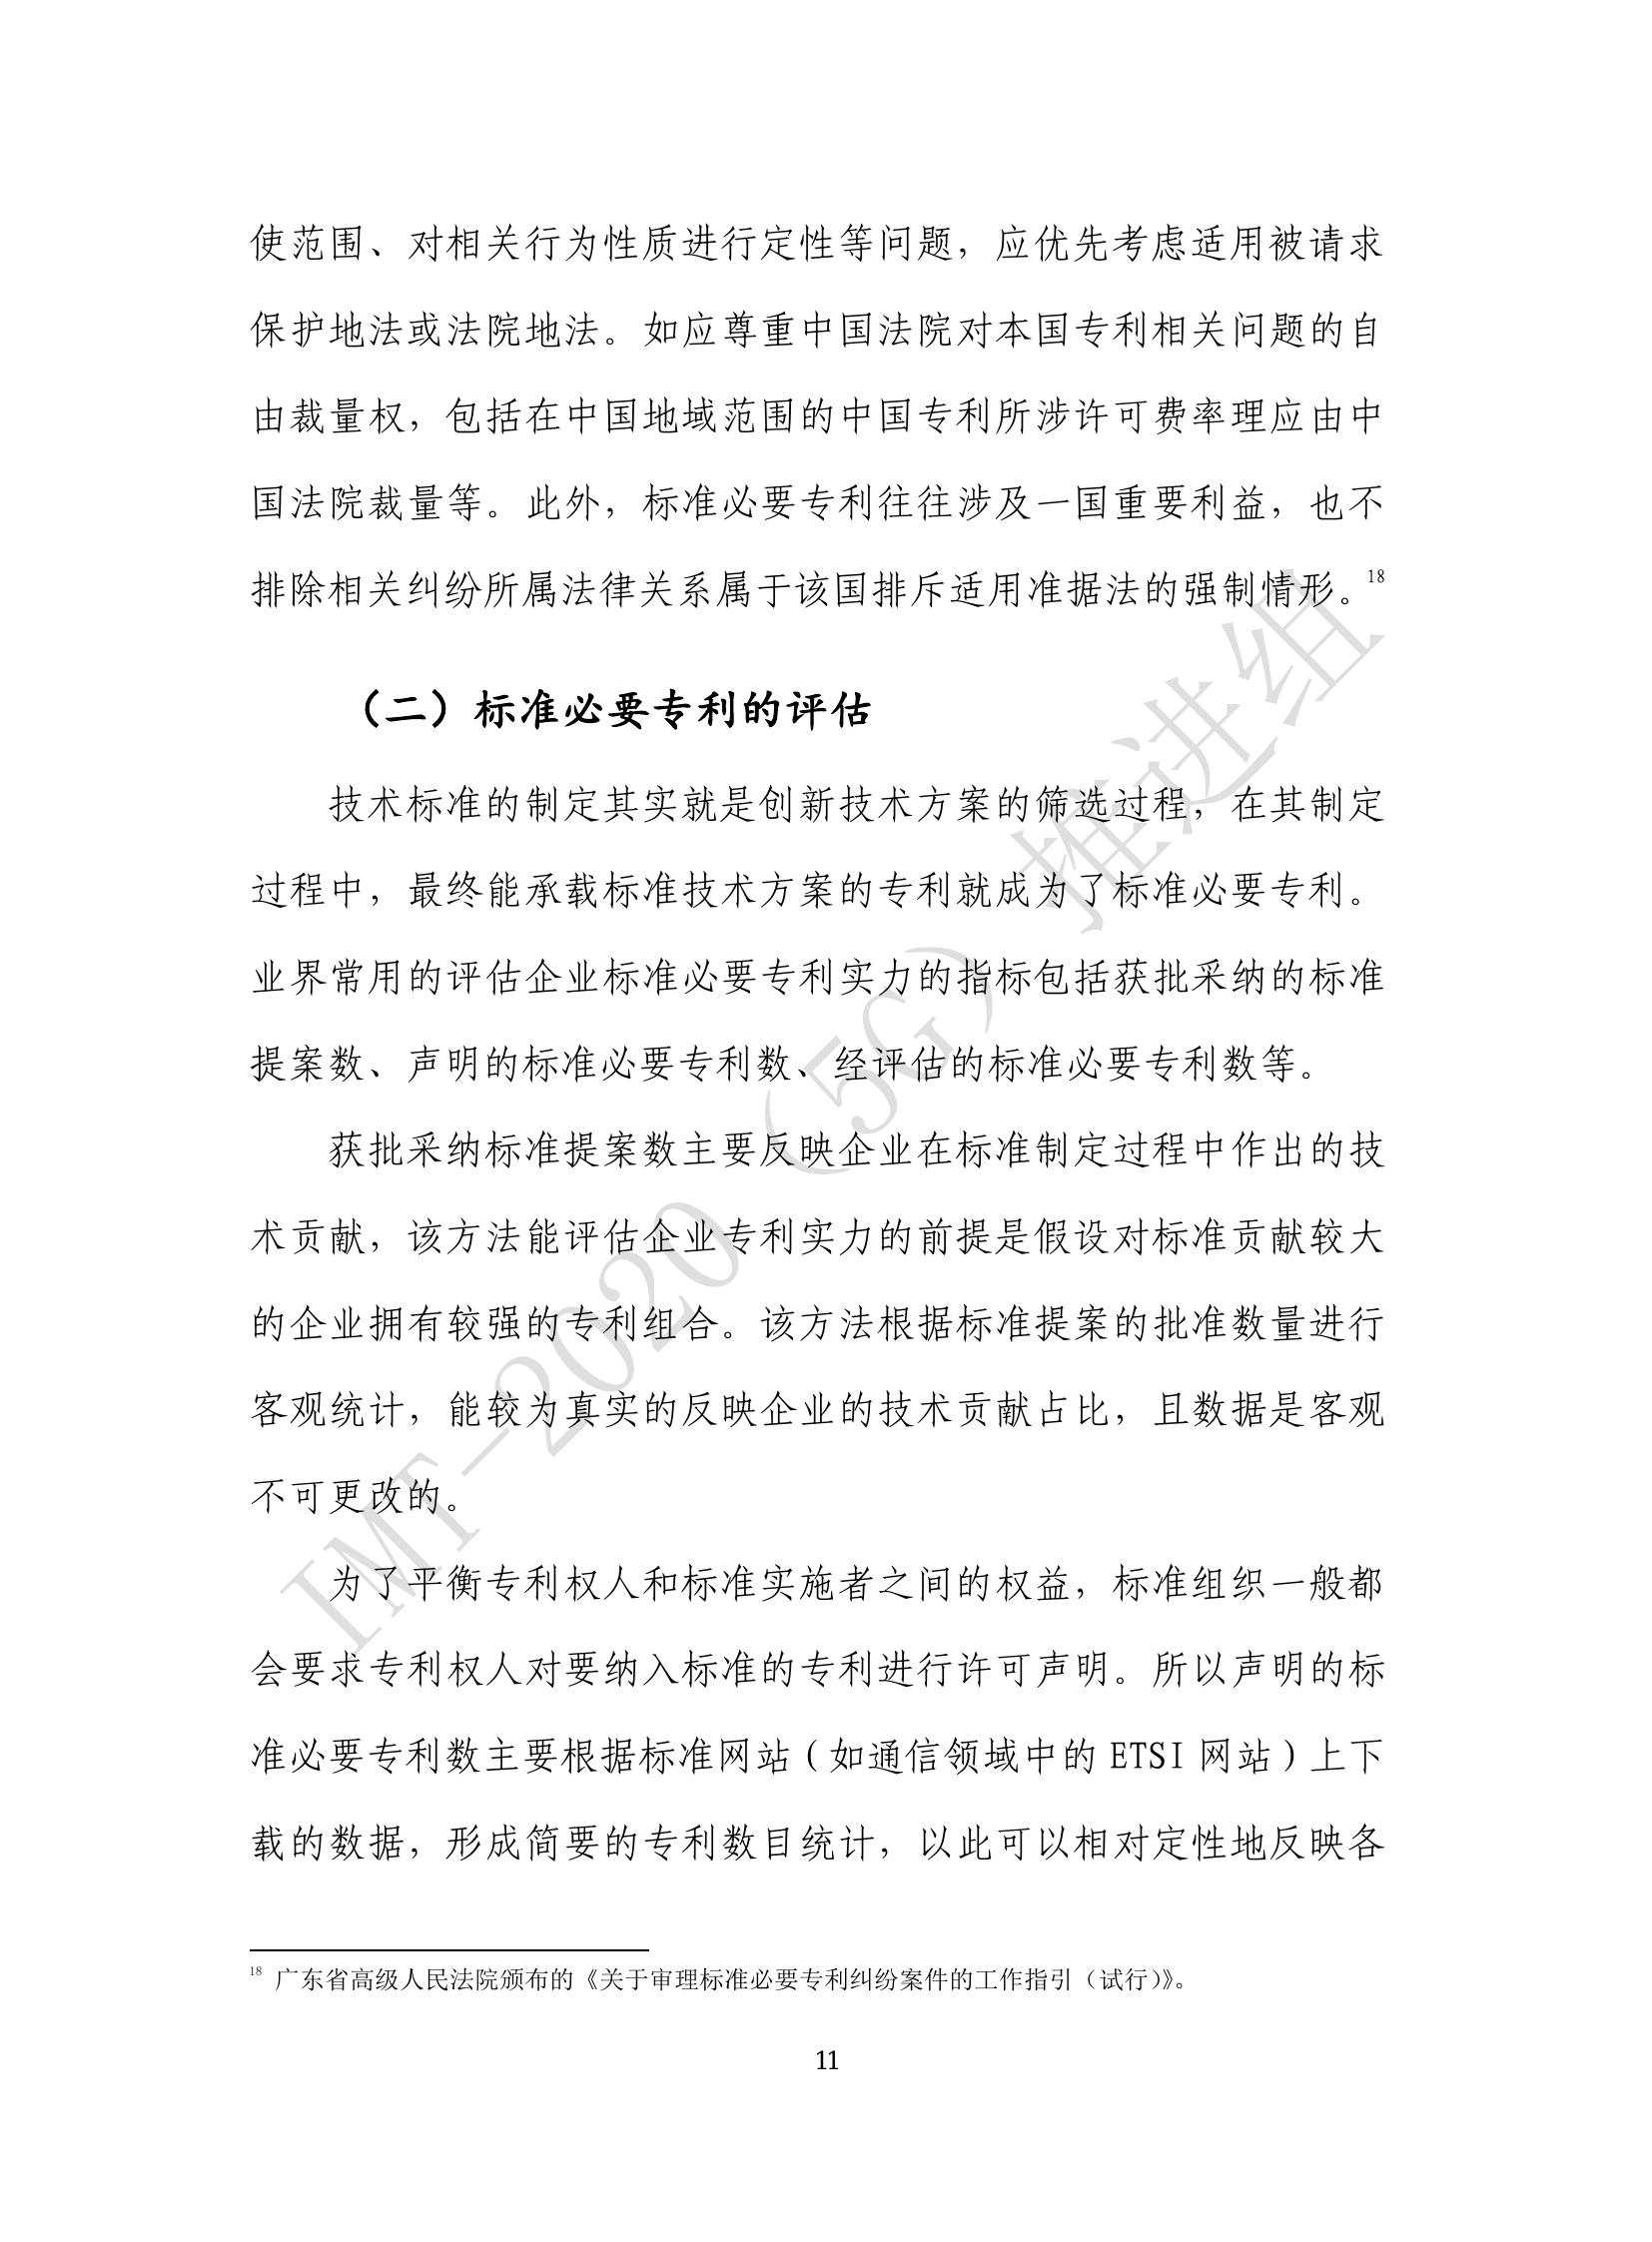 使范围、对相关行为性质进行定性等问题，应优先考虑适用被请求
保护地法或法院地法。如应尊重中国法院对本国专利相关问题的自
由裁量权，包括在中国地域范围的中国专利所涉许可费率理应由中
国法院裁量等。此外，标准必要专利往往涉及一国重要利益，也不
排除相关纠纷所属法律关系属于该国排斥适用准据法的强制情形。18
（二）标准必要专利的评估
技术标准的制定其实就是创新技术方案的筛选过程，在其制定
过程中，最终能承载标准技术方案的专利就成为了标准必要专利。
业界常用的评估企业标准必要专利实力的指标包括获批采纳的标准
提案数、声明的标准必要专利数、经评估的标准必要专利数等。
获批采纳标准提案数主要反映企业在标准制定过程中作出的技
术贡献，该方法能评估企业专利实力的前提是假设对标准贡献较大
的企业拥有较强的专利组合。该方法根据标准提案的批准数量进行
客观统计，能较为真实的反映企业的技术贡献占比，且数据是客观
不可更改的。
为了平衡专利权人和标准实施者之间的权益，标准组织一般都
会要求专利权人对要纳入标准的专利进行许可声明。所以声明的标
准必要专利数主要根据标准网站（如通信领域中的 ETSI 网站）上下
载的数据，形成简要的专利数目统计，以此可以相对定性地反映各
18 广东省高级人民法院颁布的《关于审理标准必要专利纠纷案件的工作指引（试行）》。
11
IMT-2020（5G）推进组